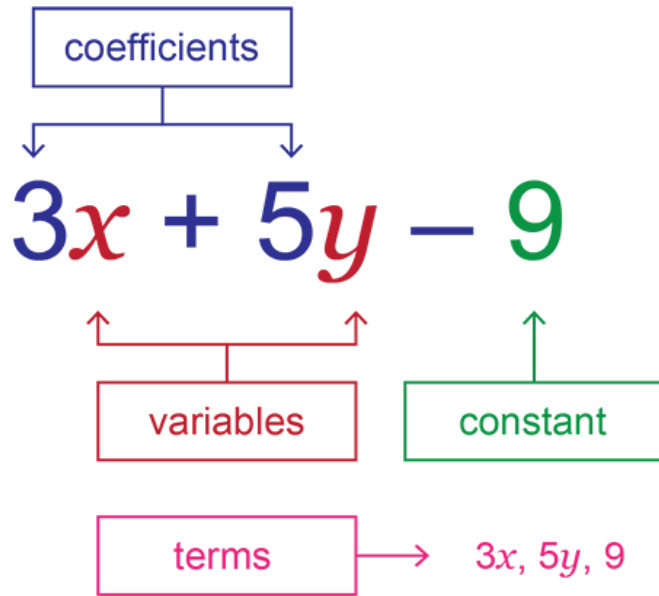 coefficients
3x + 5y – 9
variables
constant
terms
3x, 5y, 9